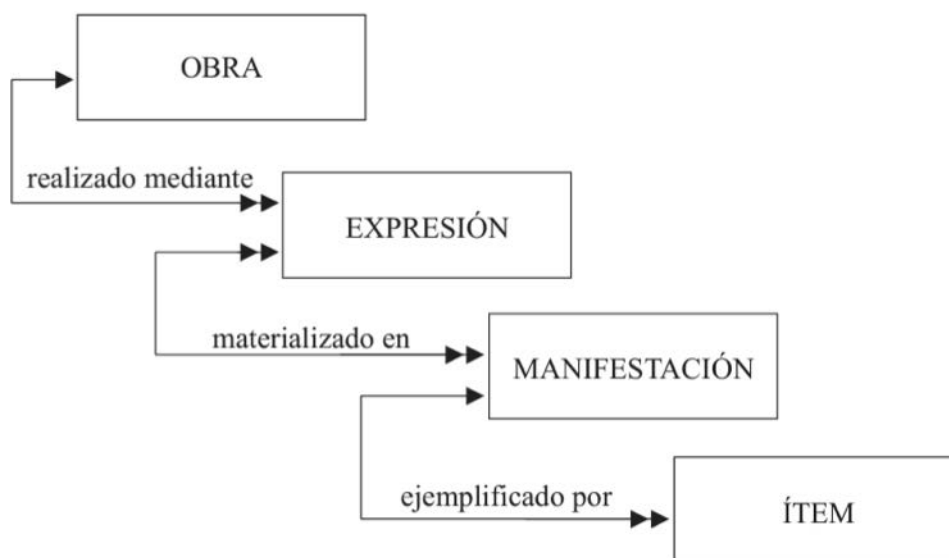 OBRA
realizado mediante
EXPRESIÓN
materializado en
MANIFESTACIÓN
ejemplificado por
ÍTEM